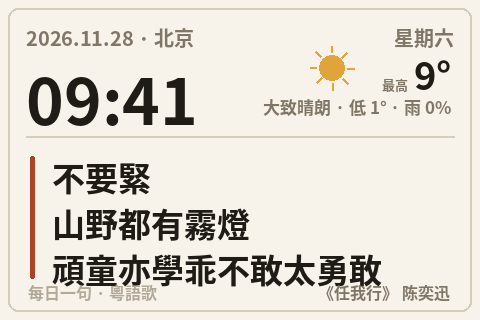 2026.11.28 · 北京
星期六
09:41
最高 9°
大致晴朗 · 低 1° · 雨 0%
不要緊
山野都有霧燈
頑童亦學乖不敢太勇敢
每日一句 · 粵語歌
《任我行》 陈奕迅